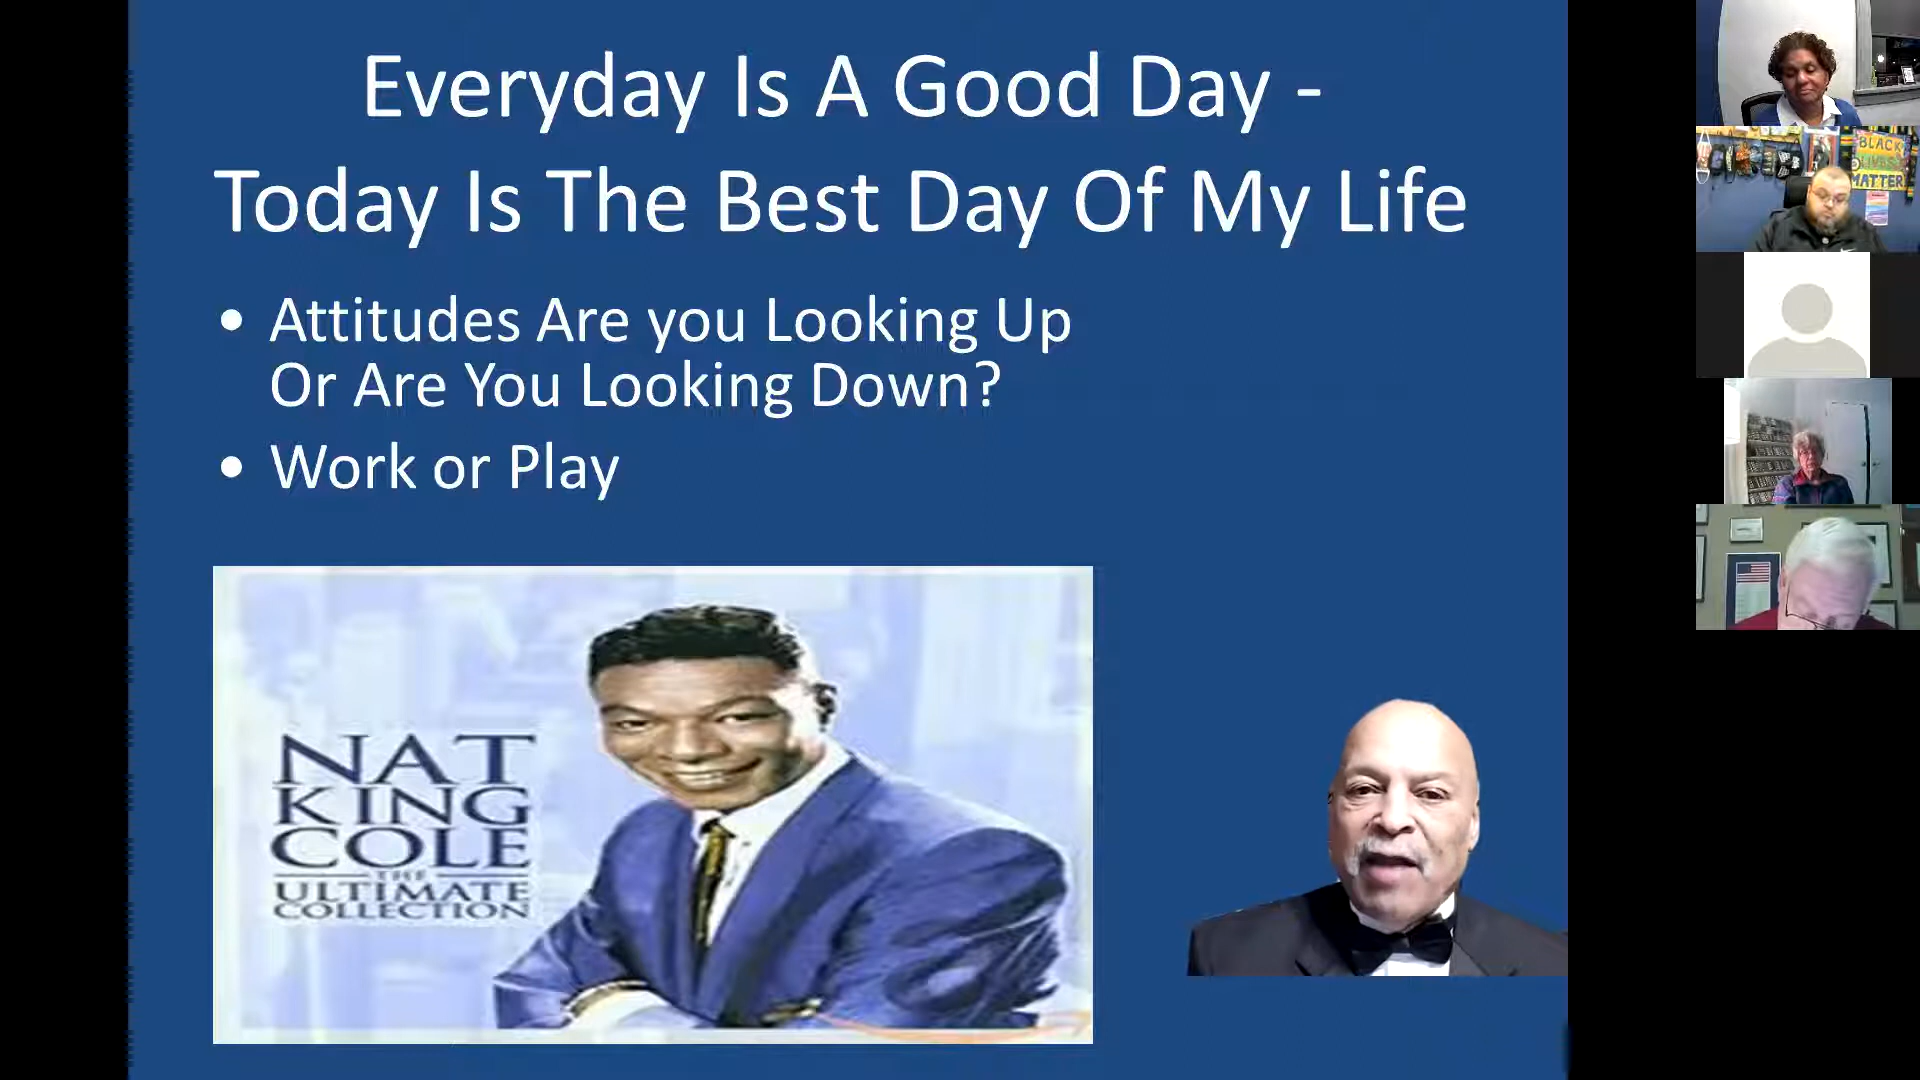 Everyday Is A Good Day -
Today Is The Best Day Of My Life
• Attitudes Are you Looking Up
Or Are You Looking Down?
• Work or Play
NAT
KING
COLE
THE
ULTIMATE
COLLECTION
BLACK
LIVES
MATTER